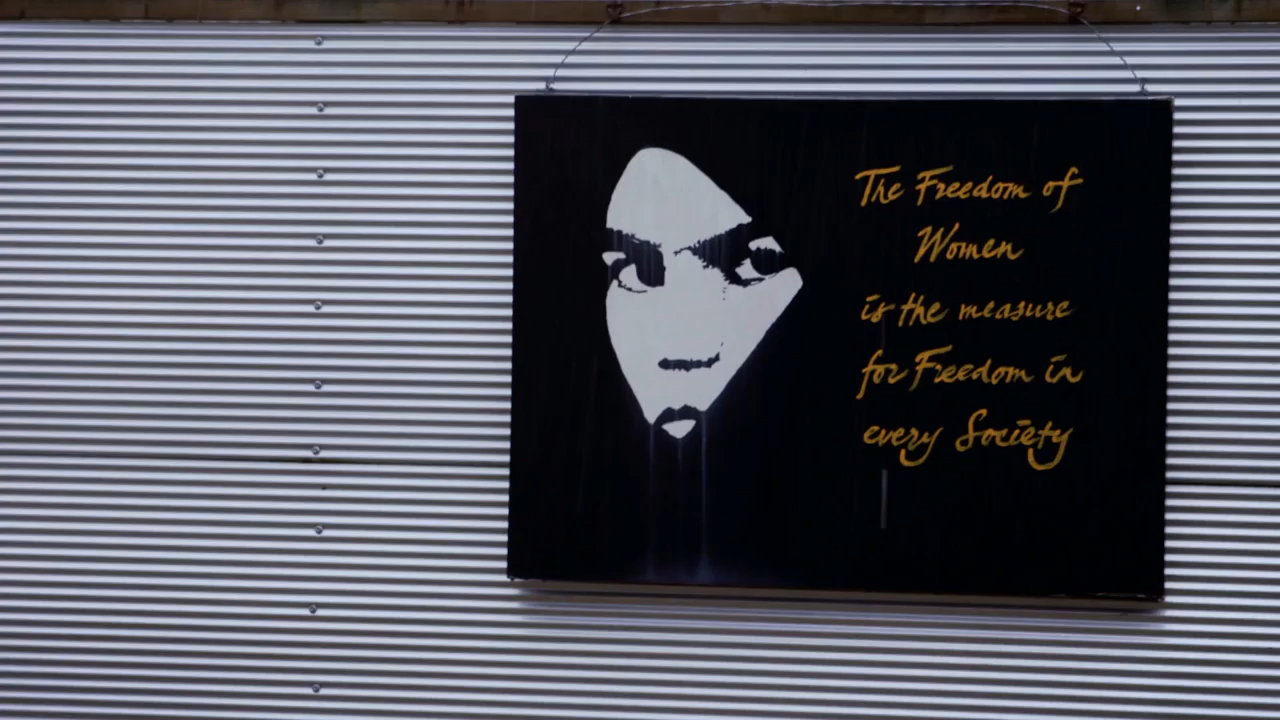 The Freedom of
Women
is the measure
for Freedom in
every Society